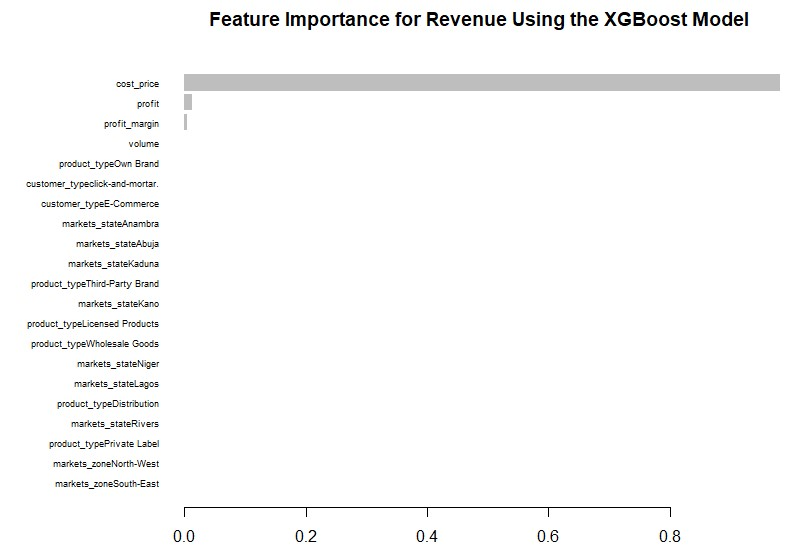 Feature Importance for Revenue Using the XGBoost Model
cost_price
profit
profit_margin
volume
product_typeOwn Brand
customer_typeclick-and-mortar.
customer_typeE-Commerce
markets_stateAnambra
markets_stateAbuja
markets_stateKaduna
product_typeThird-Party Brand
markets_stateKano
product_typeLicensed Products
product_typeWholesale Goods
markets_stateNiger
markets_stateLagos
product_typeDistribution
markets_stateRivers
product_typePrivate Label
markets_zoneNorth-West
markets_zoneSouth-East
0.0 0.2 0.4 0.6 0.8